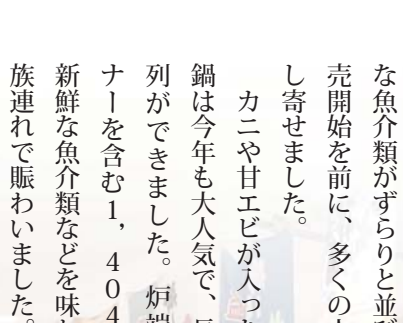 な魚介類がずらりと並び
売開始を前に、多くの
し寄せました。
カニや甘エビが入っ
鍋は今年も大人気で、
列ができました。炉端
ナーを含む1，404
新鮮な魚介類などを味
族連れで賑わいました。